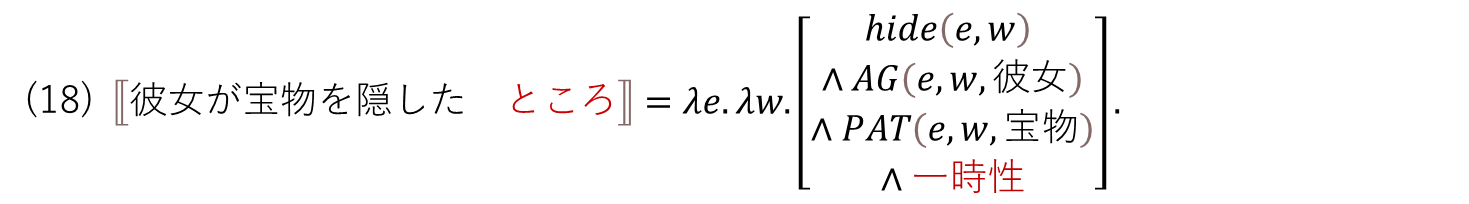 (18) ⟦彼女が宝物を隠した ところ⟧ = λe. λw. [hide(e, w)
∧ AG(e, w, 彼女)
∧ PAT(e, w, 宝物)
∧ 一時性].